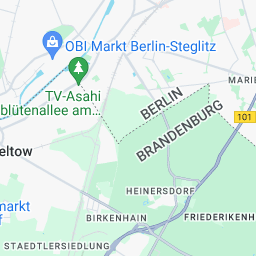 OBI Markt Berlin-Steglitz
TV-Asahi
blütenallee am...
MARIE
BERLIN
BRANDENBURG
101
eltow
HEINERSDORF
markt
BIRKENHAIN
FRIEDERIKENH
STAEDTLERSIEDLUNG